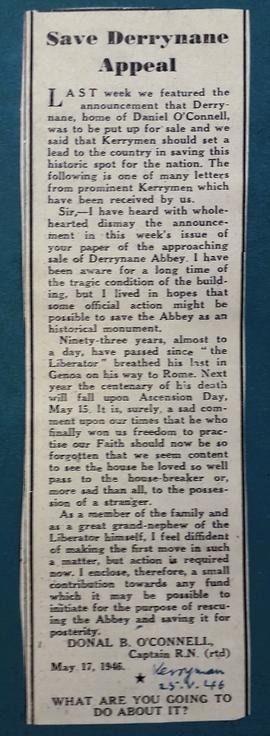 Save Derrynane
Appeal
LAST week we featured the
announcement that Derry-
nane, home of Daniel O'Connell,
was to be put up for sale and we
said that Kerrymen should set a
lead to the country in saving this
historic spot for the nation. The
following is one of many letters
from prominent Kerrymen which
have been received by us.
Sir,—I have heard with whole-
hearted dismay the announce-
ment in this week's issue of
your paper of the approaching
sale of Derrynane Abbey. I have
been aware for a long time of
the tragic condition of the build-
ing, but I lived in hopes that
some official action might be
possible to save the Abbey as an
historical monument.
Ninety-three years, almost to
a day, have passed since "the
Liberator" breathed his last in
Genoa on his way to Rome. Next
year the centenary of his death
will fall upon Ascension Day,
May 15. It is, surely, a sad com-
ment upon our times that he who
finally won us freedom to prac-
tise our Faith should now be so
forgotten that we seem content
to see the house he loved so well
pass to the house-breaker or,
more sad than all, to the posses-
sion of a stranger.
As a member of the family and
as a great grand-nephew of the
Liberator himself, I feel diffident
of making the first move in such
a matter, but action is required
now. I enclose, therefore, a small
contribution towards any fund
which it may be possible to
initiate for the purpose of rescu-
ing the Abbey and saving it for
posterity.
DONAL B. O'CONNELL,
Captain R.N. (rtd)
May 17, 1946.
Kerryman
25-V-46
WHAT ARE YOU GOING TO
DO ABOUT IT?